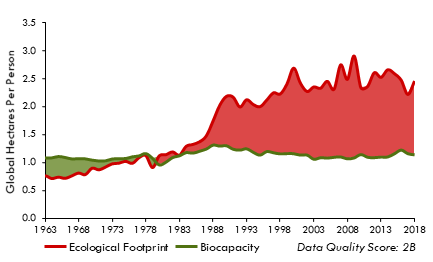 Global Hectares Per Person
3.5
3.0
2.5
2.0
1.5
1.0
0.5
0.0
1963 1968 1973 1978 1983 1988 1993 1998 2003 2008 2013 2018
Ecological Footprint Biocapacity Data Quality Score: 2B